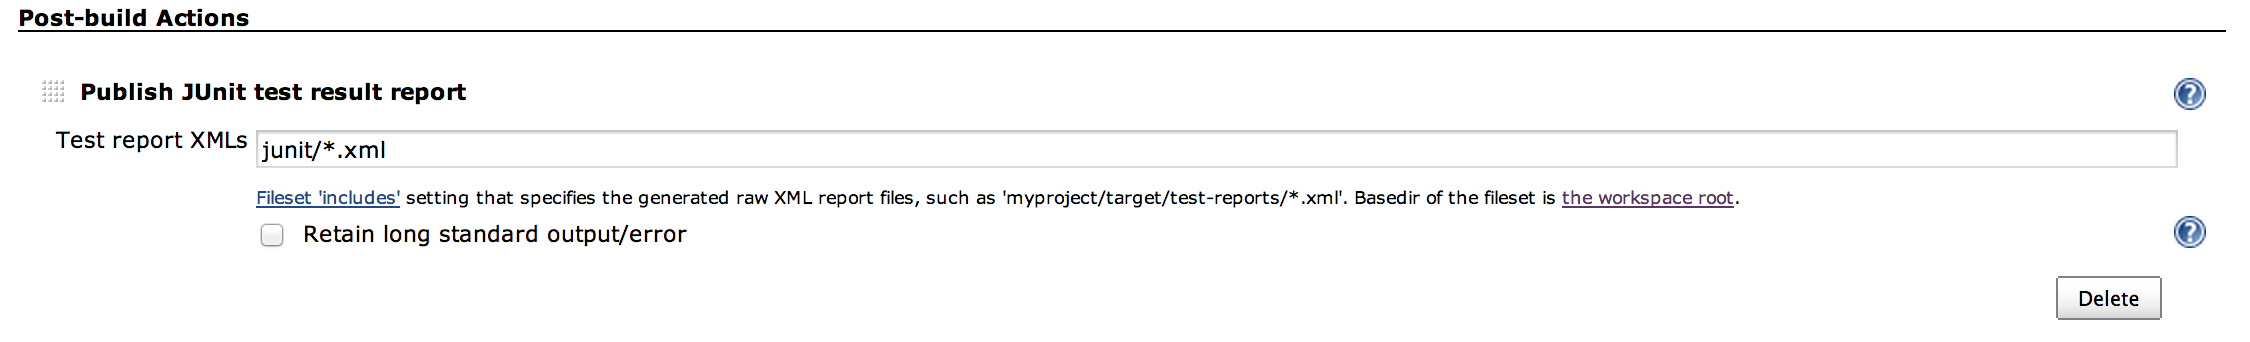 Post-build Actions
Publish JUnit test result report
Test report XMLs
junit/*.xml
Fileset 'includes' setting that specifies the generated raw XML report files, such as 'myproject/target/test-reports/*.xml'. Basedir of the fileset is the workspace root.
Retain long standard output/error
Delete